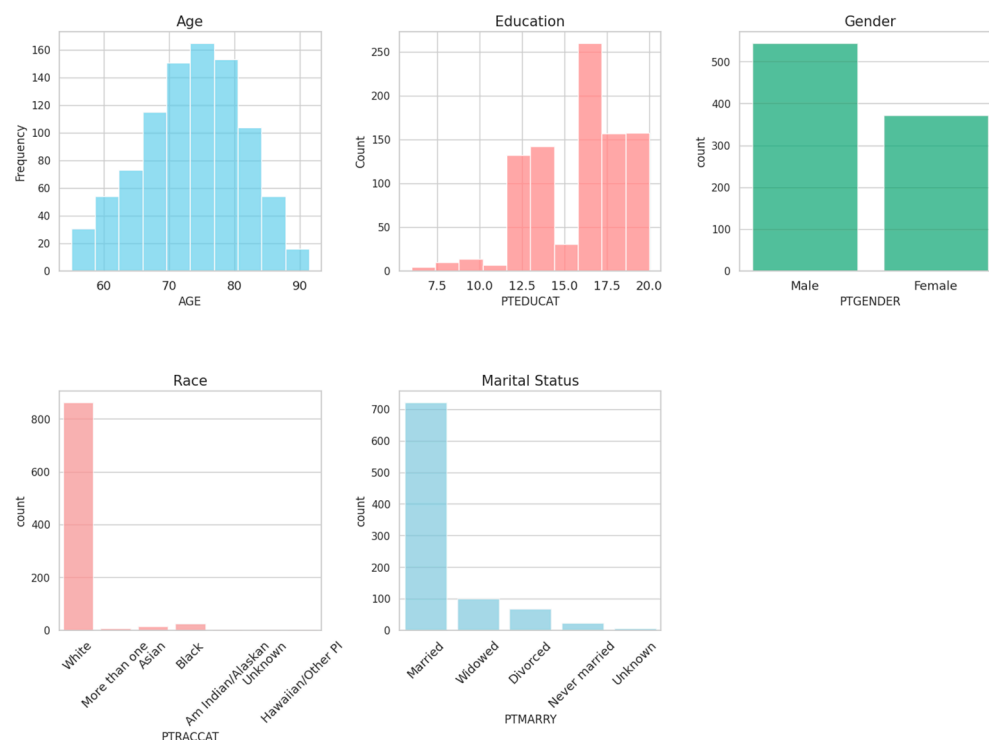 Age
Frequency
160
140
120
100
80
60
40
20
0
60 70 80 90
AGE
Education
Count
250
200
150
100
50
0
7.5 10.0 12.5 15.0 17.5 20.0
PTEDUCAT
Gender
count
500
400
300
200
100
0
Male Female
PTGENDER
Race
count
800
600
400
200
0
White
More than one
Asian
Black
Am Indian/Alaskan
Unknown
Hawaiian/Other PI
PTRACCAT
Marital Status
count
700
600
500
400
300
200
100
0
Married
Widowed
Divorced
Never married
Unknown
PTMARRY